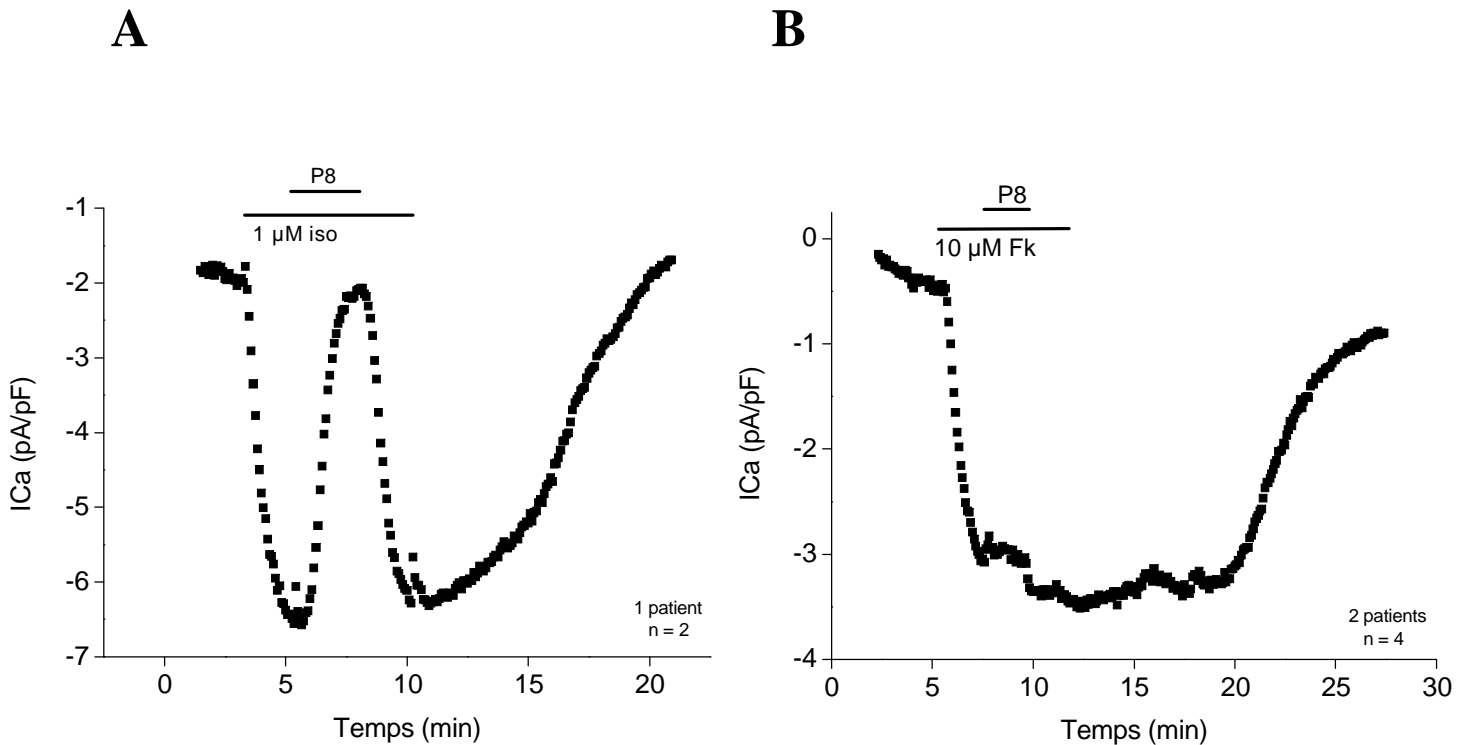 A
P8
1 µM iso
-1
-2
-3
-4
-5
-6
-7
ICa (pA/pF)
0
5
10
15
20
Temps (min)
1 patient
n = 2
B
P8
10 µM Fk
0
-1
-2
-3
-4
ICa (pA/pF)
0
5
10
15
20
25
30
Temps (min)
2 patients
n = 4